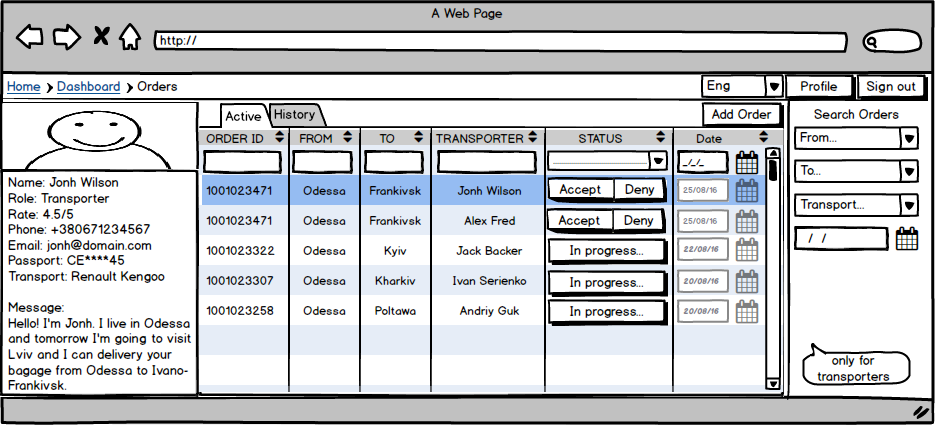 A Web Page
http://
Home Dashboard Orders Eng Profile Sign out
Active History Add Order
ORDER ID FROM TO TRANSPORTER STATUS Date
_/_/_
1001023471 Odessa Frankivsk Jonh Wilson Accept Deny 25/08/16
1001023471 Odessa Frankivsk Alex Fred Accept Deny 25/08/16
1001023322 Odessa Kyiv Jack Backer In progress... 22/08/16
1001023307 Odessa Kharkiv Ivan Serienko In progress... 20/08/16
1001023258 Odessa Poltawa Andriy Guk In progress... 20/08/16
Name: Jonh Wilson
Role: Transporter
Rate: 4.5/5
Phone: +380671234567
Email: jonh@domain.com
Passport: CE****45
Transport: Renault Kengoo
Message:
Hello! I'm Jonh. I live in Odessa
and tomorrow I'm going to visit
Lviv and I can delivery your
bagage from Odessa to Ivano-
Frankivsk.
Search Orders
From...
To...
Transport...
/ /
only for
transporters